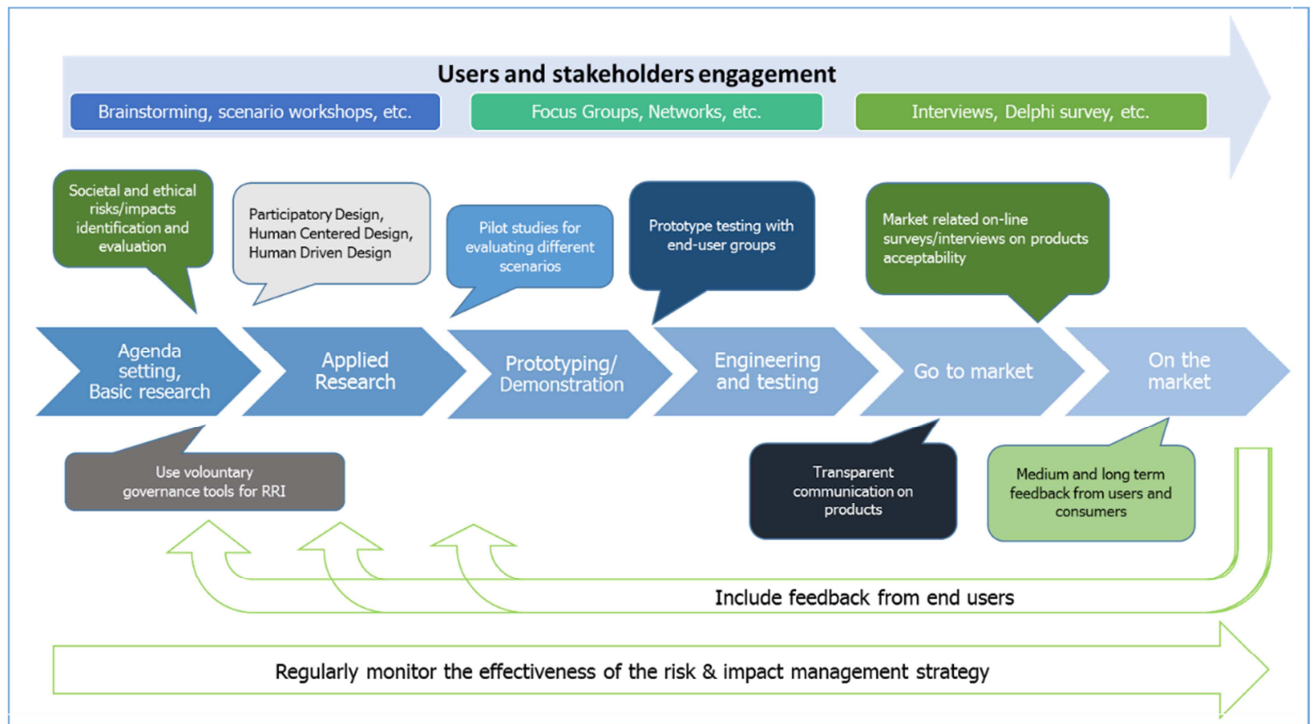 Users and stakeholders engagement
Brainstorming, scenario workshops, etc.
Focus Groups, Networks, etc.
Interviews, Delphi survey, etc.
Societal and ethical
risks/impacts
identification and
evaluation
Participatory Design,
Human Centered Design,
Human Driven Design
Pilot studies for
evaluating different
scenarios
Prototype testing with
end-user groups
Market related on-line
surveys/interviews on products
acceptability
Agenda
setting,
Basic research
Applied
Research
Prototyping/
Demonstration
Engineering
and testing
Go to market
On the
market
Use volountary
governance tools for RRI
Transparent
communication on
products
Medium and long term
feedback from users and
consumers
Include feedback from end users
Regularly monitor the effectiveness of the risk & impact management strategy